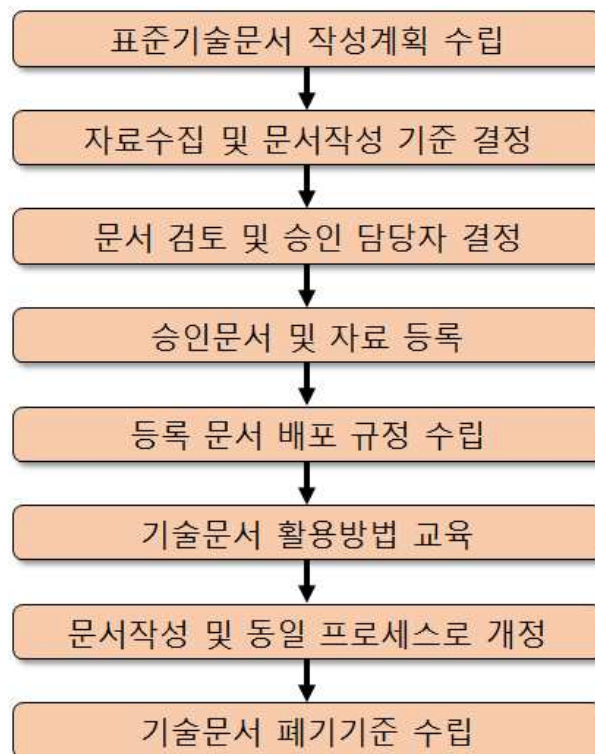 표준기술문서 작성계획 수립
자료수집 및 문서작성 기준 결정
문서 검토 및 승인 담당자 결정
승인문서 및 자료 등록
등록 문서 배포 규정 수립
기술문서 활용방법 교육
문서작성 및 동일 프로세스로 개정
기술문서 폐기기준 수립